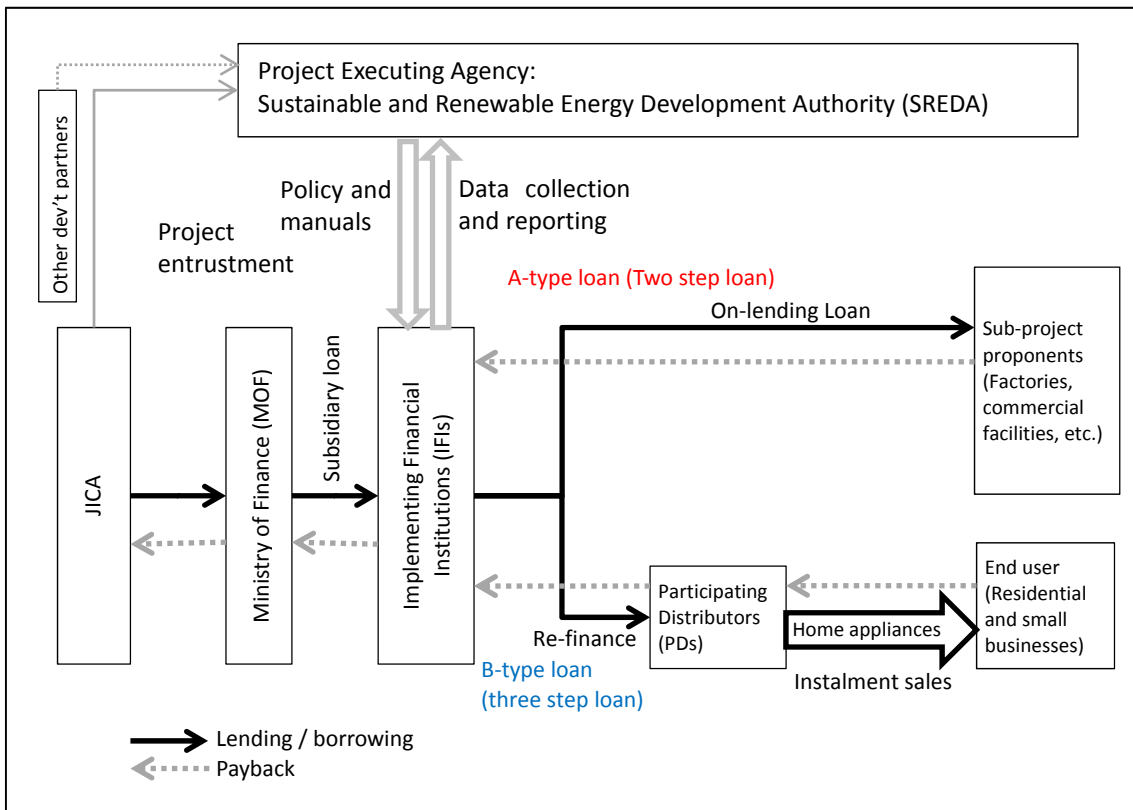 Project Executing Agency:
Sustainable and Renewable Energy Development Authority (SREDA)
Other dev't partners
Policy and
manuals
Data collection
and reporting
Project
entrustment
A-type loan (Two step loan)
On-lending Loan
Sub-project
proponents
(Factories,
commercial
facilities, etc.)
JICA
Ministry of Finance (MOF)
Subsidiary loan
Implementing Financial
Institutions (IFIs)
Participating
Distributors
(PDs)
Re-finance
Home appliances
Instalment sales
End user
(Residential
and small
businesses)
B-type loan
(three step loan)
Lending / borrowing
Payback